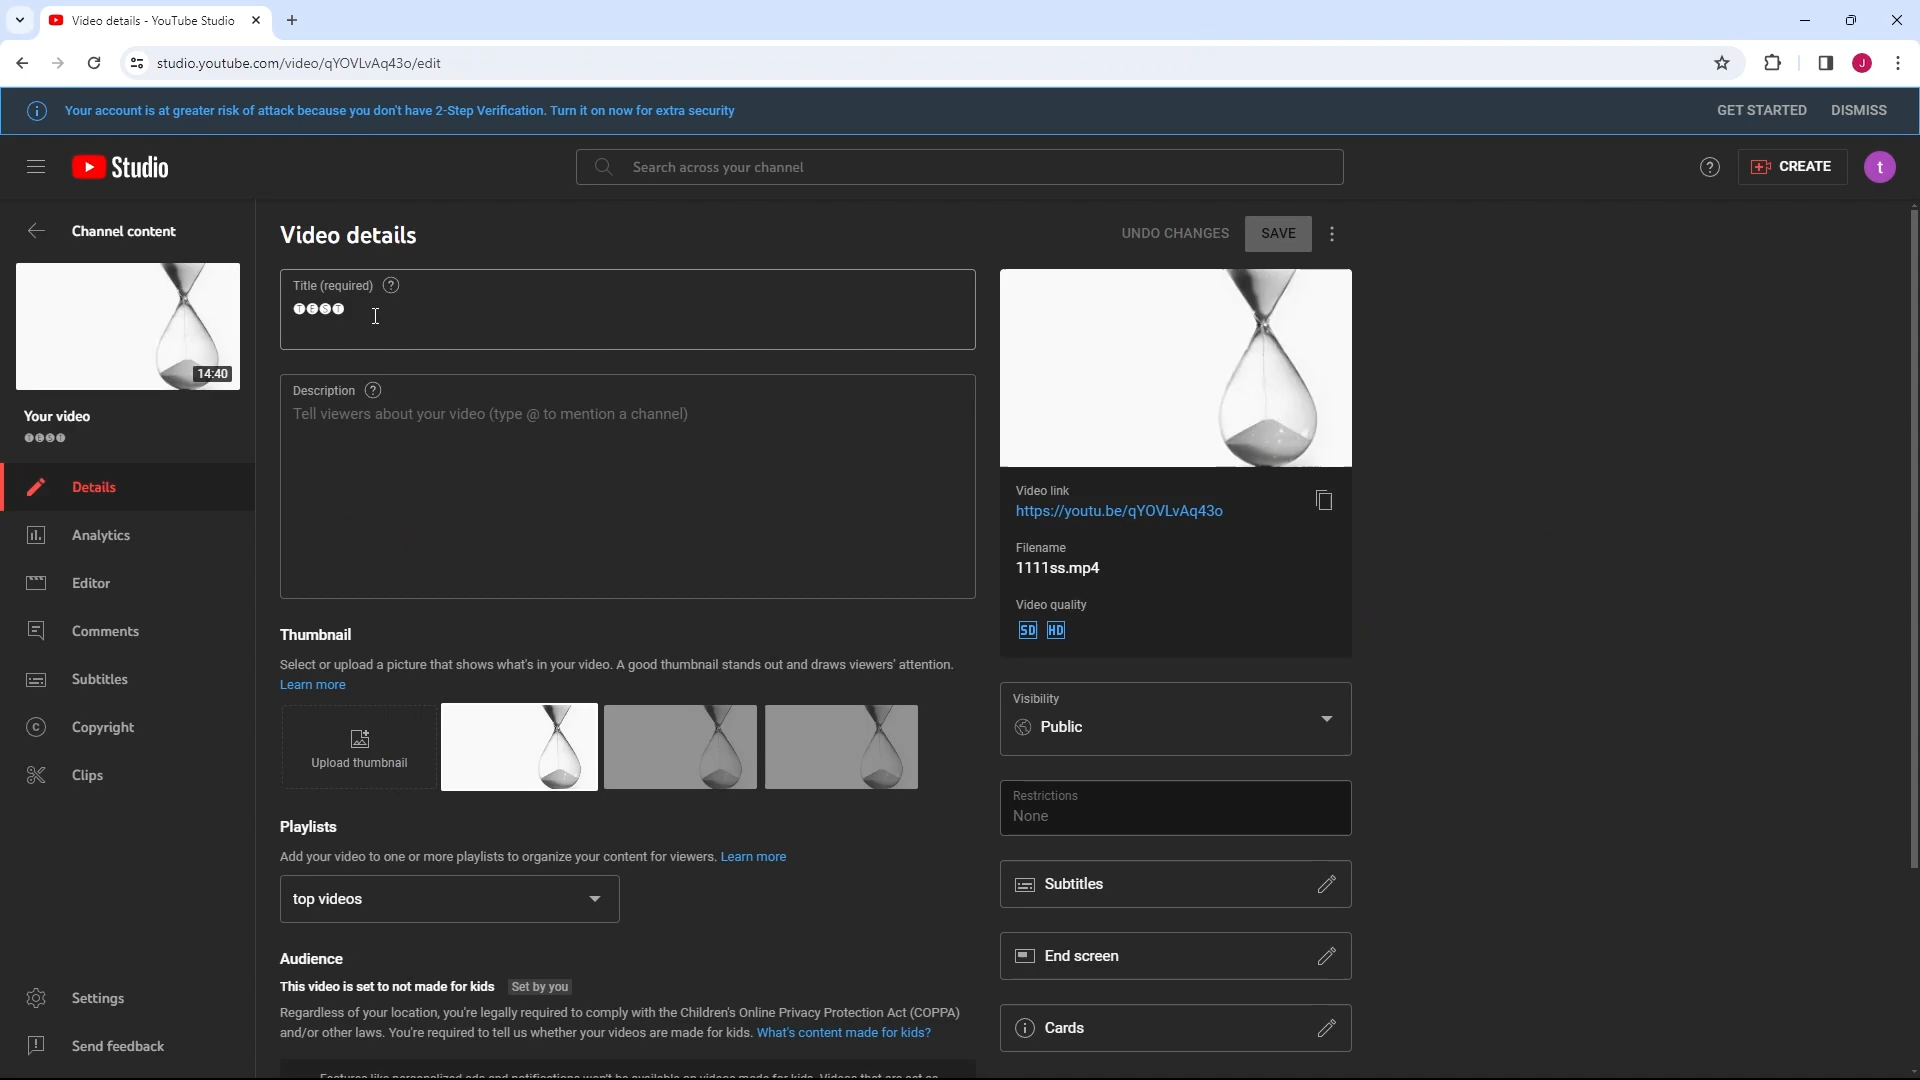 Video details - YouTube Studio
studio.youtube.com/video/qYOVLvAq43o/edit
Your account is at greater risk of attack because you don't have 2-Step Verification. Turn it on now for extra security
GET STARTED
DISMISS
J
Studio
Search across your channel
CREATE
t
Channel content
14:40
Your video
🅣🅔🅢🅣
Details
Analytics
Editor
Comments
Subtitles
Copyright
Clips
Settings
Send feedback
Video details
UNDO CHANGES
SAVE
Title (required)
🅣🅔🅢🅣
Description
Tell viewers about your video (type @ to mention a channel)
Thumbnail
Select or upload a picture that shows what's in your video. A good thumbnail stands out and draws viewers' attention.
Learn more
Upload thumbnail
Playlists
Add your video to one or more playlists to organize your content for viewers. Learn more
top videos
Audience
This video is set to not made for kids Set by you
Regardless of your location, you're legally required to comply with the Children's Online Privacy Protection Act (COPPA)
and/or other laws. You're required to tell us whether your videos are made for kids. What's content made for kids?
Video link
https://youtu.be/qYOVLvAq43o
Filename
1111ss.mp4
Video quality
SD HD
Visibility
Public
Restrictions
None
Subtitles
End screen
Cards